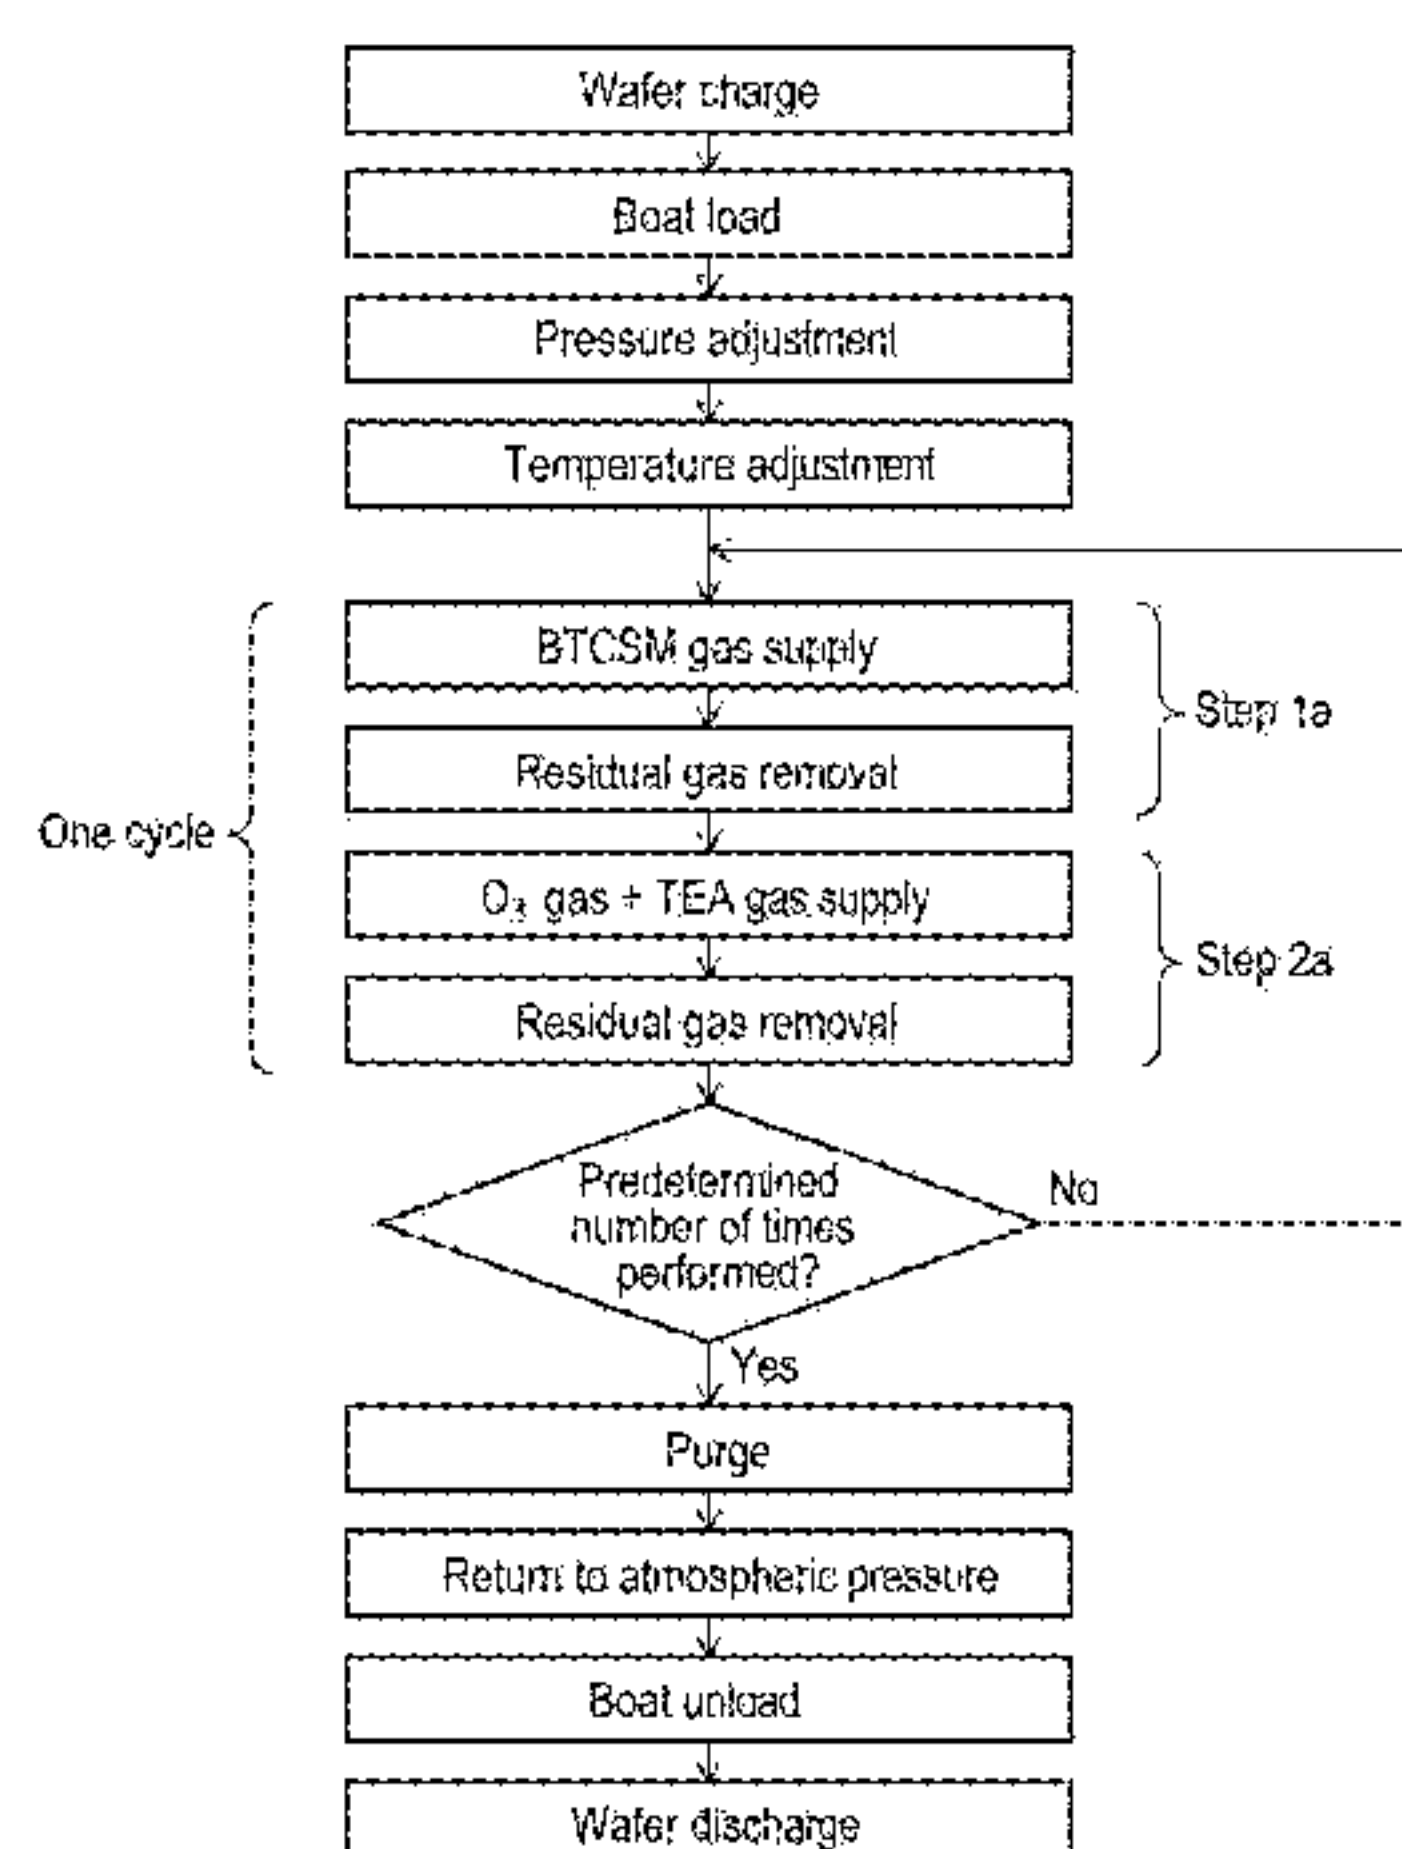 Wafer charge
Boat load
Pressure adjustment
Temperature adjustment
BTCSM gas supply
Step 1a
Residual gas removal
One cycle
O₃ gas + TEA gas supply
Step 2a
Residual gas removal
Predetermined
No
number of times
performed?
Yes
Purge
Return to atmospheric pressure
Boat unload
Wafer discharge